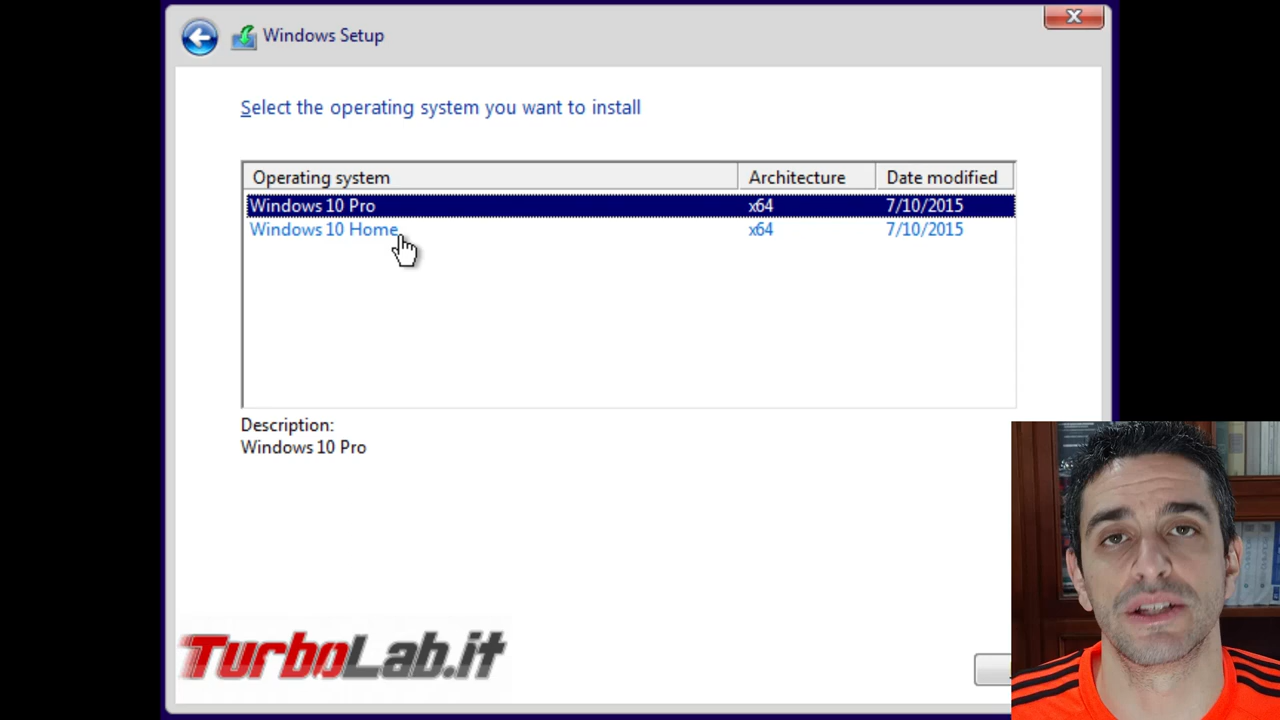 Windows Setup
Select the operating system you want to install
Operating system Architecture Date modified
Windows 10 Pro x64 7/10/2015
Windows 10 Home x64 7/10/2015
Description:
Windows 10 Pro
TurboLab.it